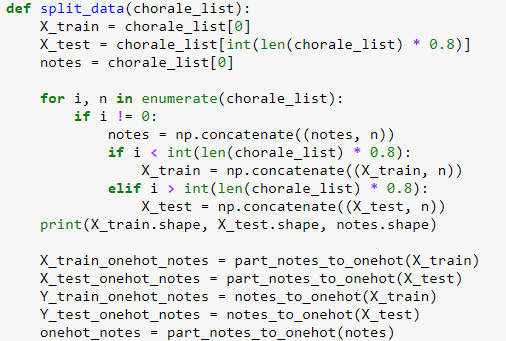 def split_data(chorale_list):
    X_train = chorale_list[0]
    X_test = chorale_list[int(len(chorale_list) * 0.8)]
    notes = chorale_list[0]

    for i, n in enumerate(chorale_list):
        if i != 0:
            notes = np.concatenate((notes, n))
            if i < int(len(chorale_list) * 0.8):
                X_train = np.concatenate((X_train, n))
            elif i > int(len(chorale_list) * 0.8):
                X_test = np.concatenate((X_test, n))
    print(X_train.shape, X_test.shape, notes.shape)

    X_train_onehot_notes = part_notes_to_onehot(X_train)
    X_test_onehot_notes = part_notes_to_onehot(X_test)
    Y_train_onehot_notes = notes_to_onehot(X_train)
    Y_test_onehot_notes = notes_to_onehot(X_test)
    onehot_notes = part_notes_to_onehot(notes)